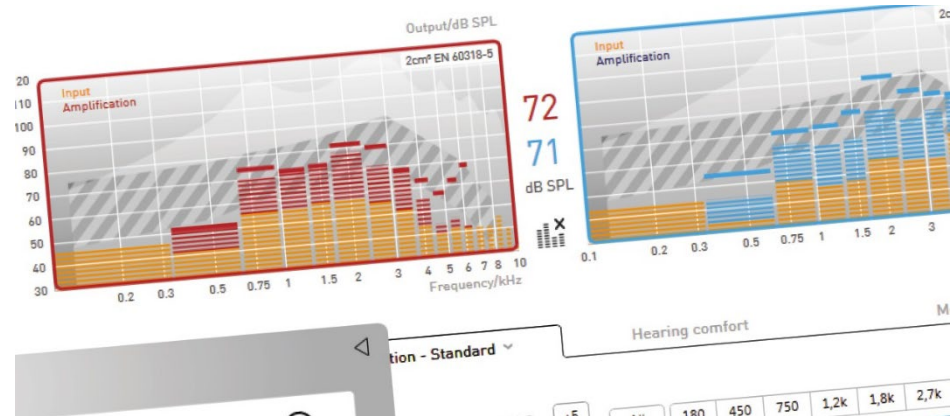 Output/dB SPL
2cm³ EN 60318-5
Input
Amplification
20
110
100
90
80
70
60
50
40
30
0.2 0.3 0.5 0.75 1 1.5 2 3 4 5 6 7 8 10
Frequency/kHz
72
71
dB SPL
Input
Amplification
0.1 0.2 0.3 0.5 0.75 1 1.5 2 3
tion - Standard
Hearing comfort
180 450 750 1,2k 1,8k 2,7k